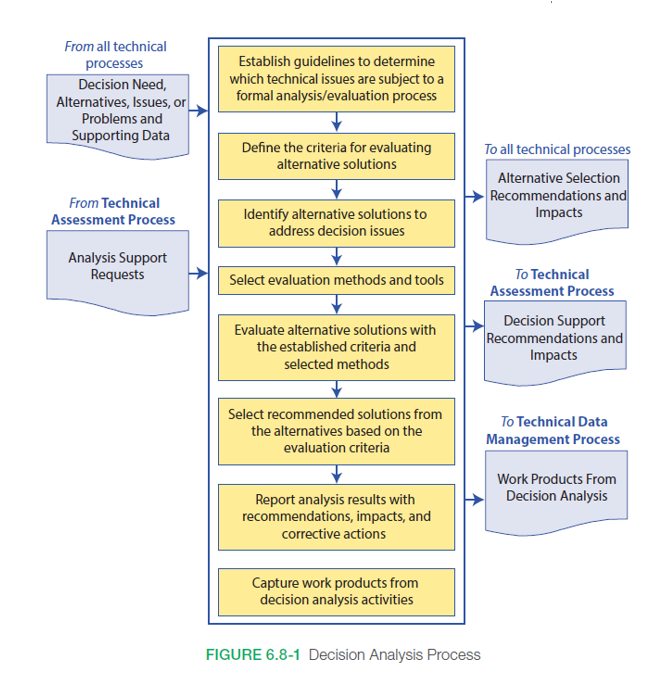 From all technical
processes
Decision Need,
Alternatives, Issues, or
Problems and
Supporting Data
From Technical
Assessment Process
Analysis Support
Requests
Establish guidelines to determine
which technical issues are subject to a
formal analysis/evaluation process
Define the criteria for evaluating
alternative solutions
Identify alternative solutions to
address decision issues
Select evaluation methods and tools
Evaluate alternative solutions with
the established criteria and
selected methods
Select recommended solutions from
the alternatives based on the
evaluation criteria
Report analysis results with
recommendations, impacts, and
corrective actions
Capture work products from
decision analysis activities
To all technical processes
Alternative Selection
Recommendations and
Impacts
To Technical
Assessment Process
Decision Support
Recommendations and
Impacts
To Technical Data
Management Process
Work Products From
Decision Analysis
FIGURE 6.8-1 Decision Analysis Process